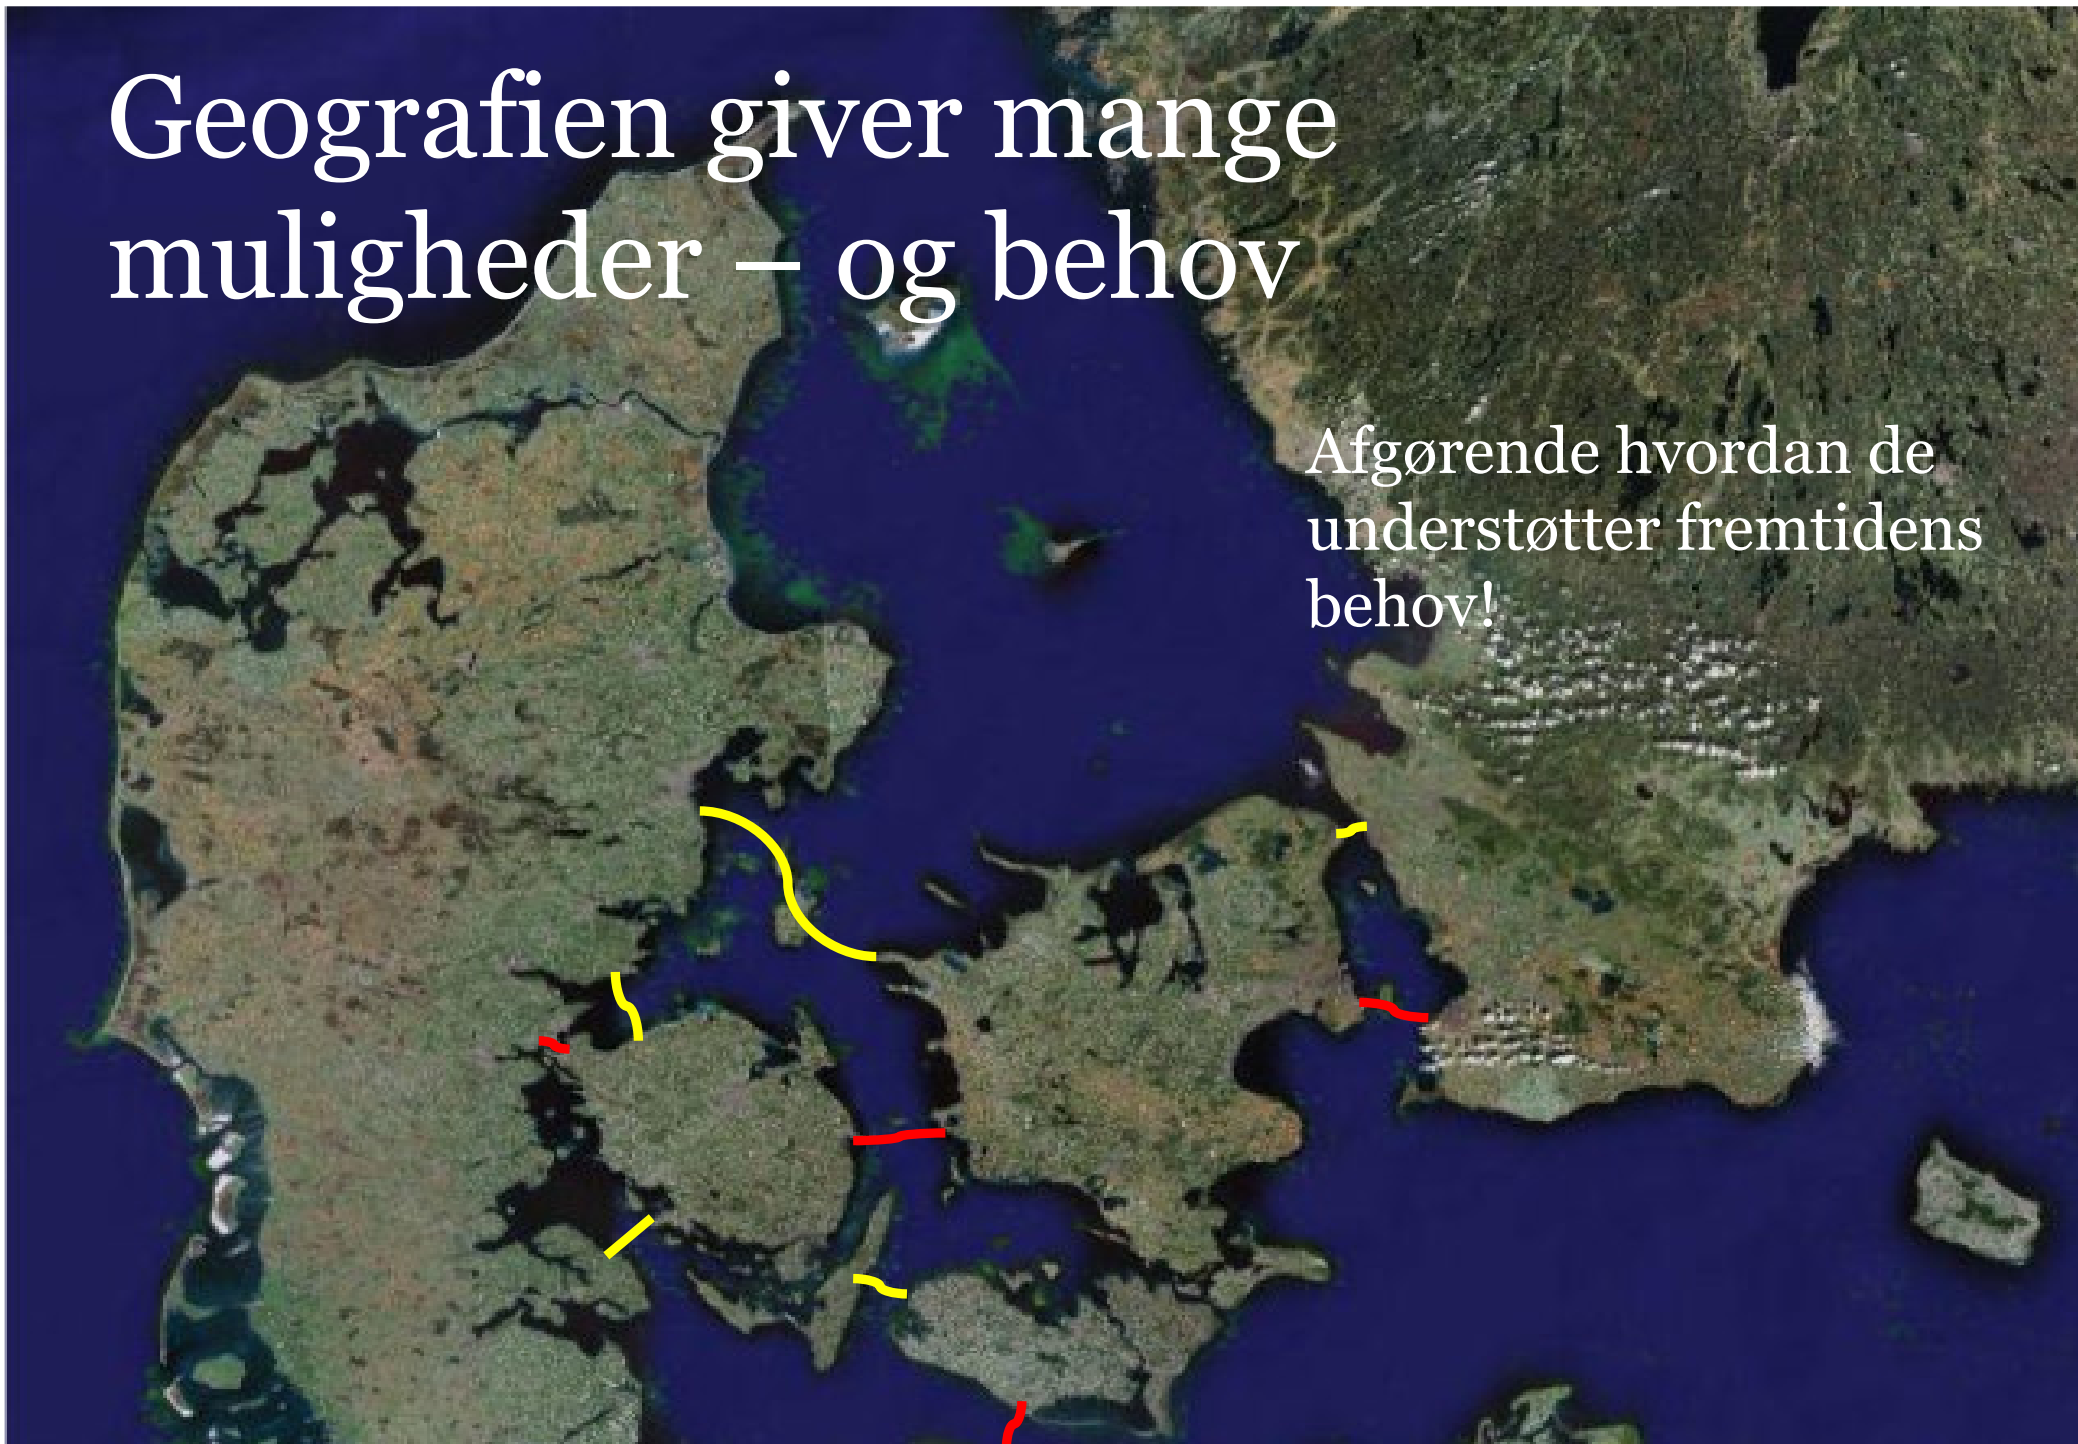 Geografien giver mange
muligheder – og behov
Afgørende hvordan de
understøtter fremtidens
behov!